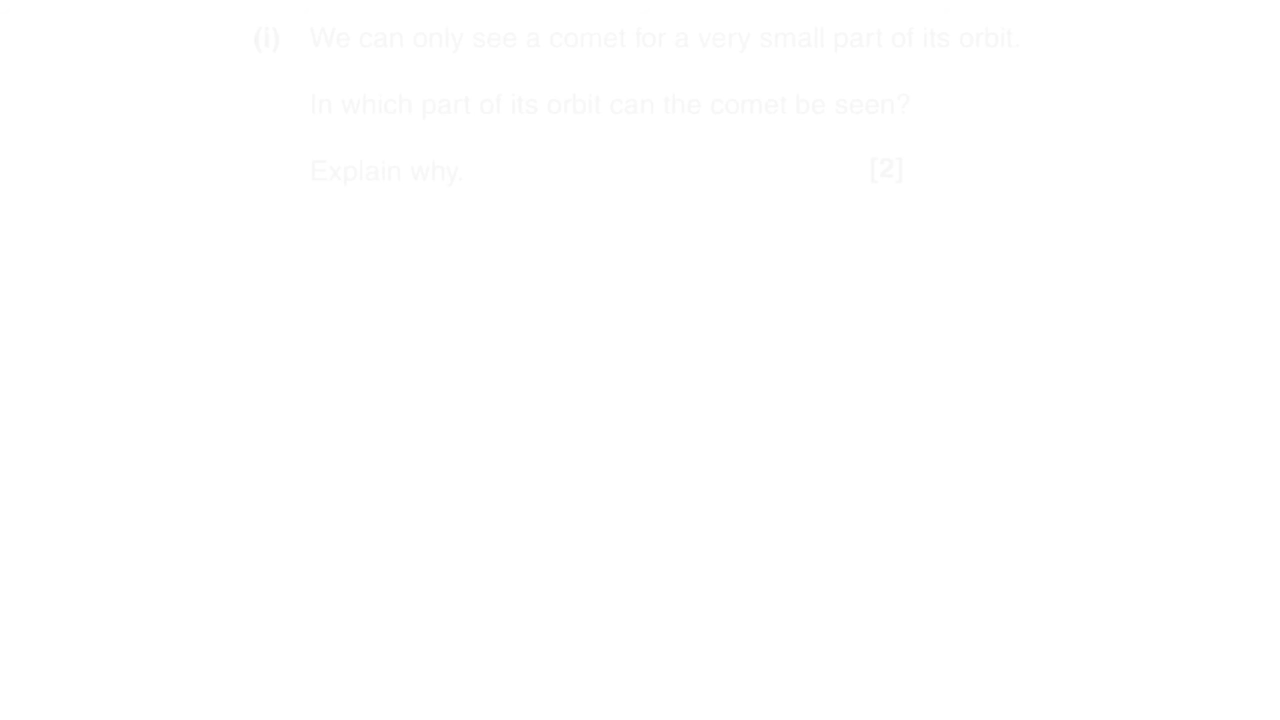 (i) We can only see a comet for a very small part of its orbit.
In which part of its orbit can the comet be seen?
Explain why. [2]